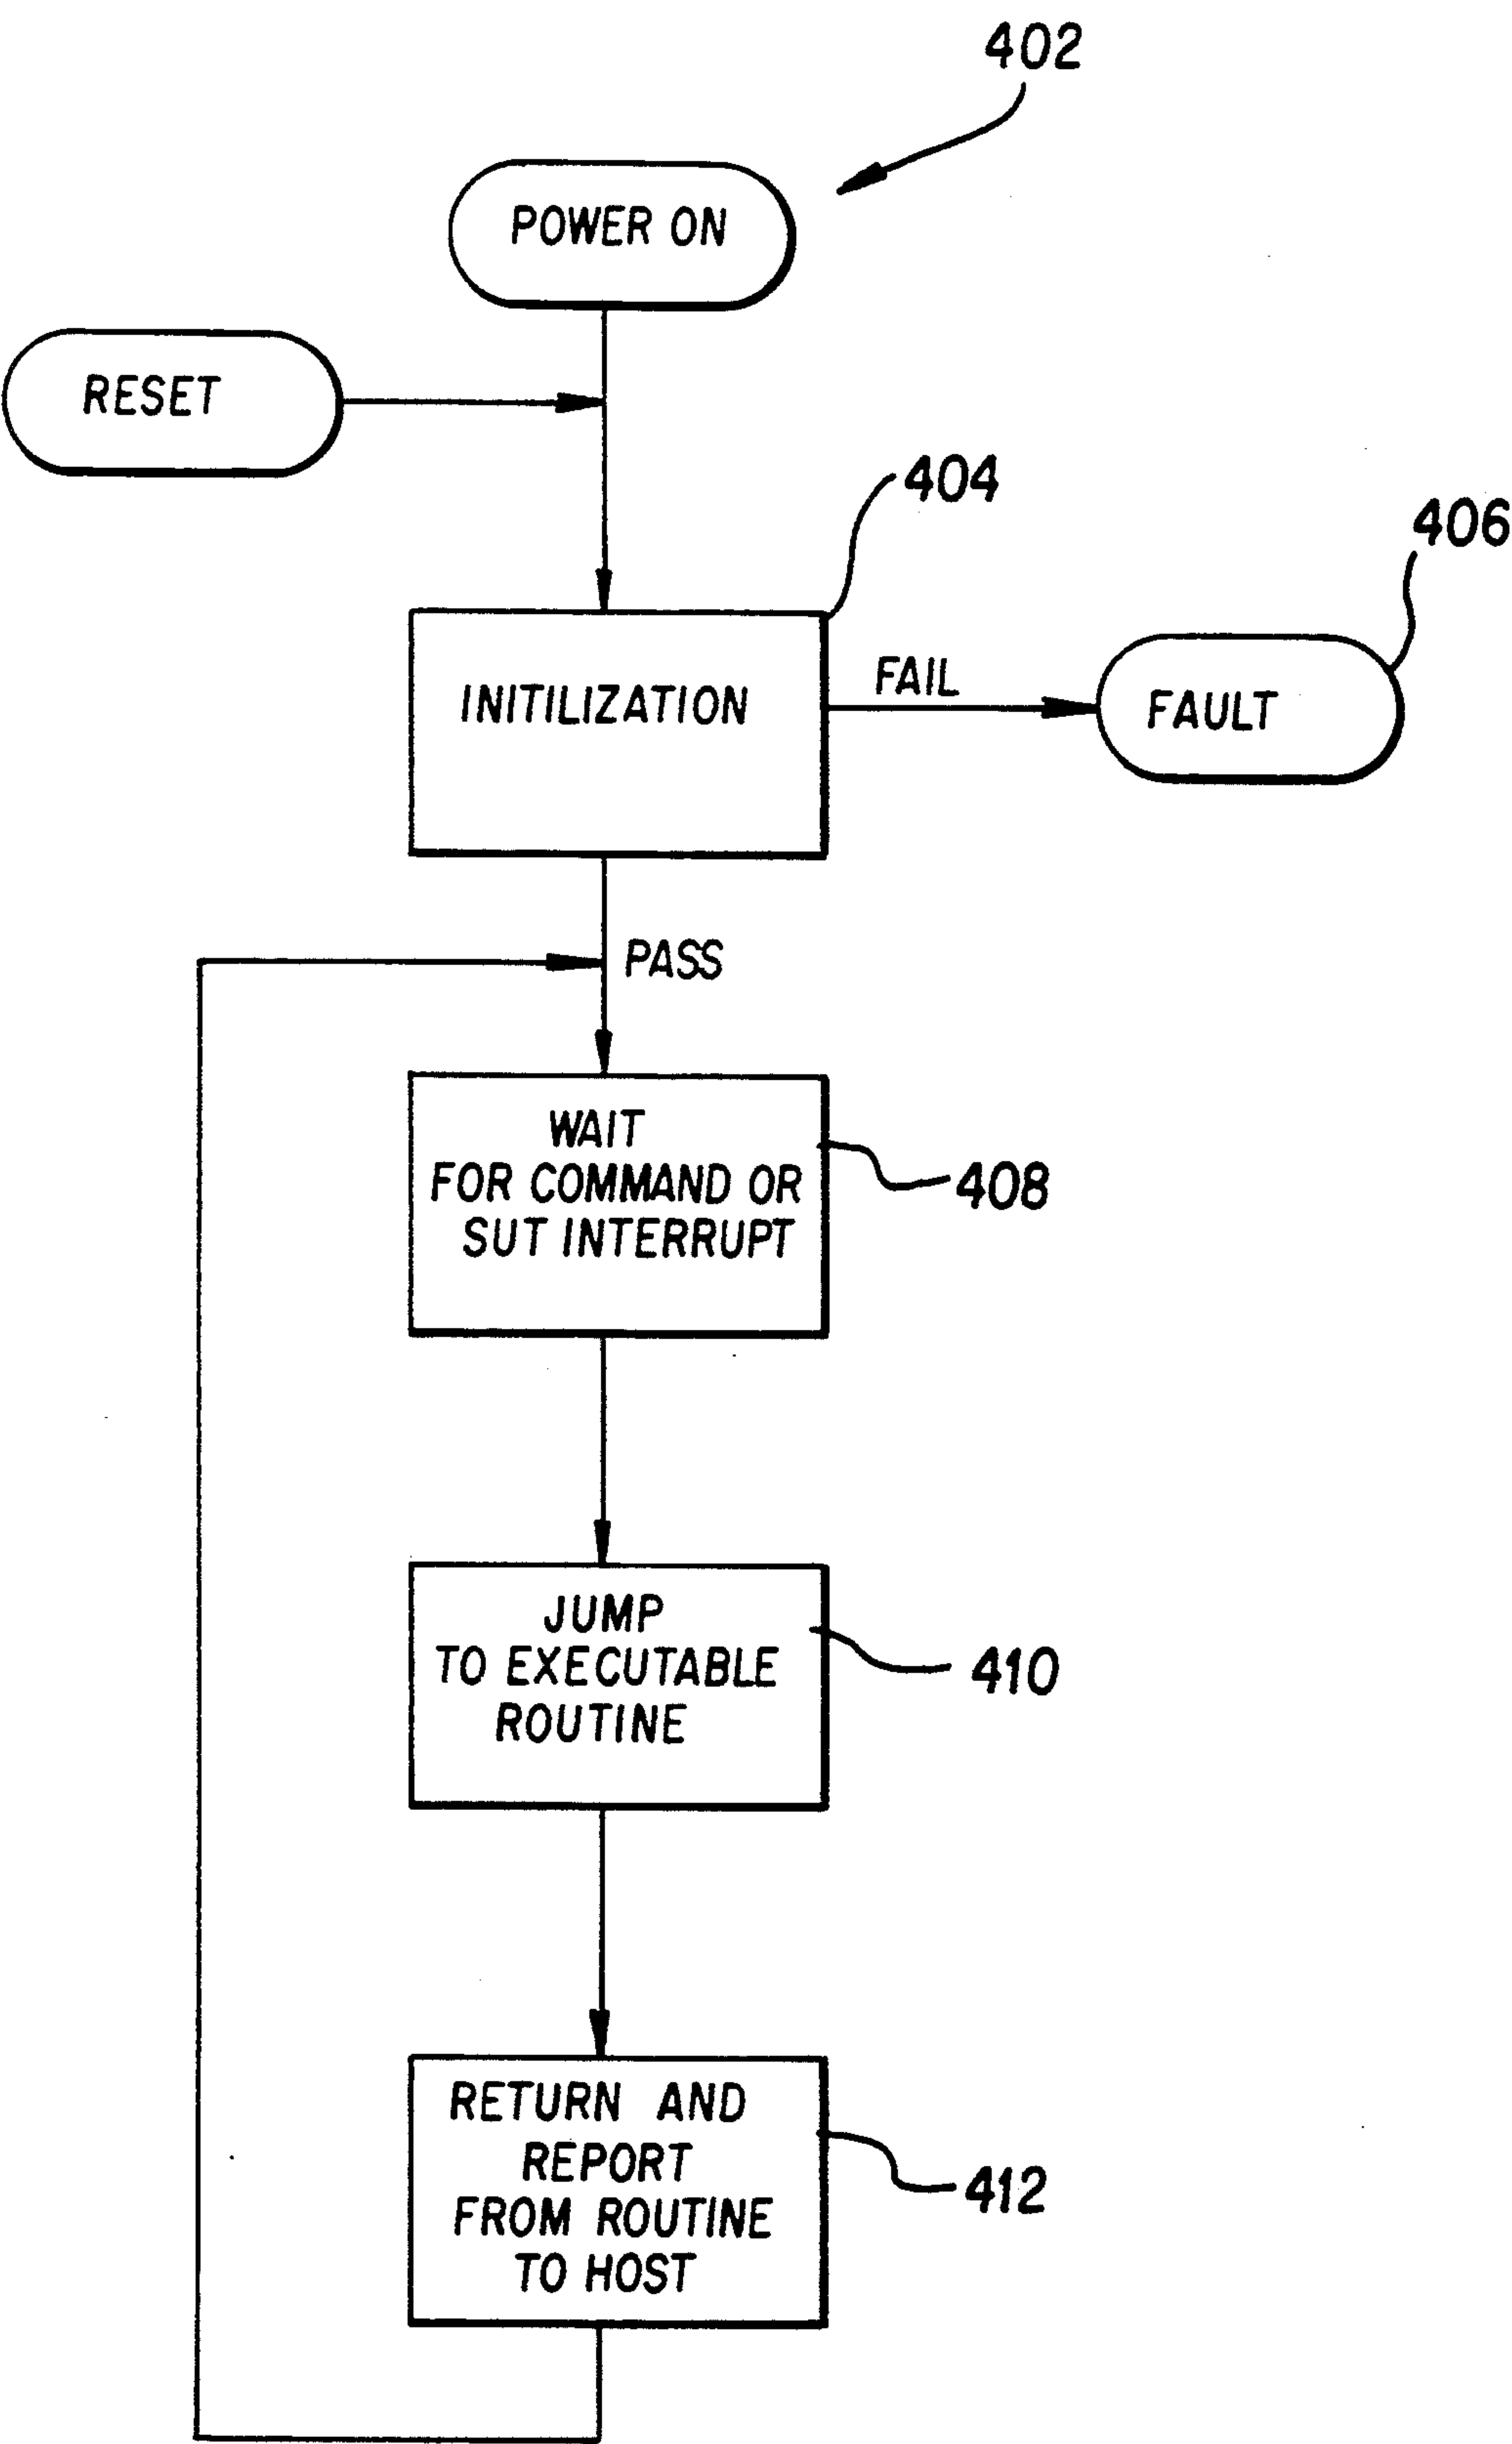 402
POWER ON
RESET
404
406
INITILIZATION
FAIL
FAULT
PASS
WAIT
FOR COMMAND OR
SUT INTERRUPT
408
JUMP
TO EXECUTABLE
ROUTINE
410
RETURN AND
REPORT
FROM ROUTINE
TO HOST
412